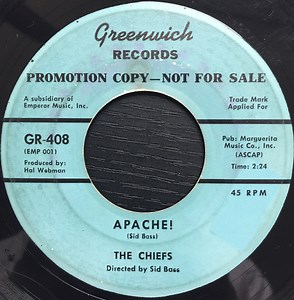 Greenwich
RECORDS
PROMOTION COPY—NOT FOR SALE
A subsidiary of
Emperor Music, Inc.
Trade Mark
Applied For
GR-408
(EMP 001)
Produced by:
Hal Webman
Pub: Marguerita
Music Co., Inc.
(ASCAP)
Time: 2:24
45 RPM
APACHE!
(Sid Bass)
THE CHIEFS
Directed by Sid Bass